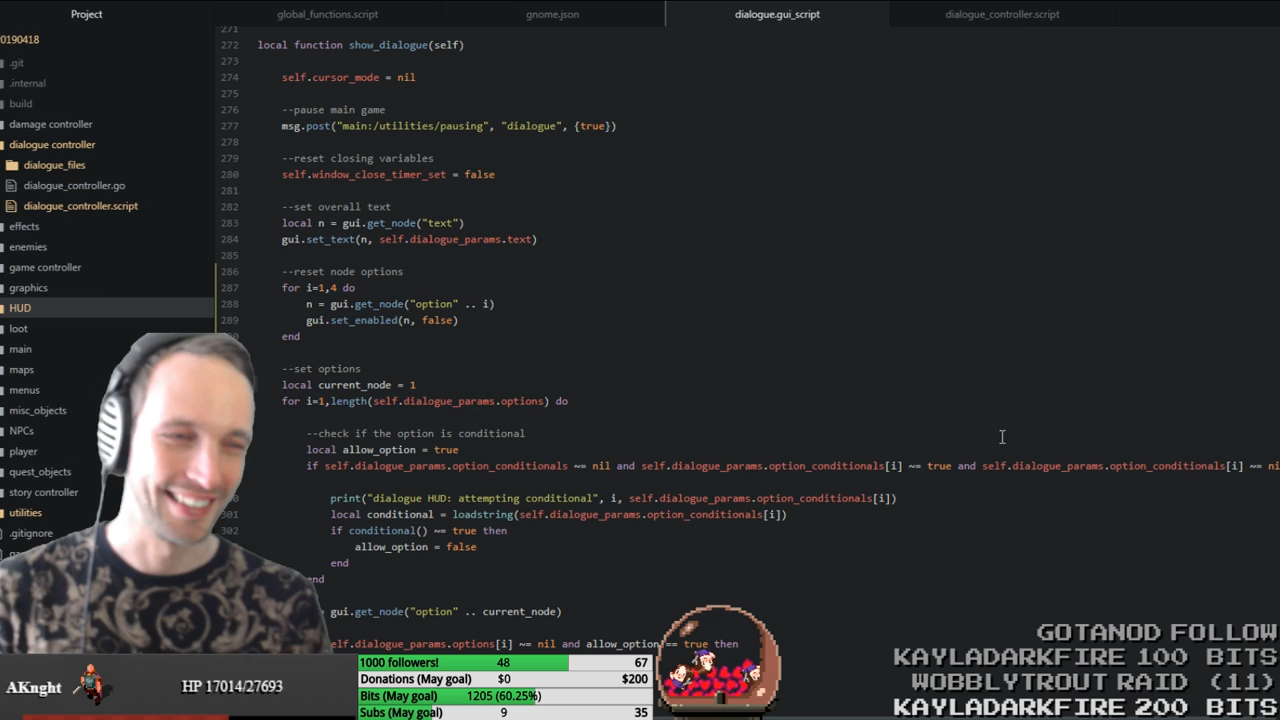 Project
global_functions.script
gnome.json
dialogue.gui_script
dialogue_controller.script
0190418
.git
.internal
build
damage controller
dialogue controller
dialogue_files
dialogue_controller.go
dialogue_controller.script
effects
enemies
game controller
graphics
HUD
loot
main
maps
menus
misc_objects
NPCs
player
quest_objects
story controller
utilities
.gitignore
271
272 local function show_dialogue(self)
273
274 self.cursor_mode = nil
275
276 --pause main game
277 msg.post("main:/utilities/pausing", "dialogue", {true})
278
279 --reset closing variables
280 self.window_close_timer_set = false
281
282 --set overall text
283 local n = gui.get_node("text")
284 gui.set_text(n, self.dialogue_params.text)
285
286 --reset node options
287 for i=1,4 do
288 n = gui.get_node("option" .. i)
289 gui.set_enabled(n, false)
end
--set options
local current_node = 1
for i=1,length(self.dialogue_params.options) do
--check if the option is conditional
local allow_option = true
if self.dialogue_params.option_conditionals ~= nil and self.dialogue_params.option_conditionals[i] ~= true and self.dialogue_params.option_conditionals[i] ~= ni
print("dialogue HUD: attempting conditional", i, self.dialogue_params.option_conditionals[i])
301 local conditional = loadstring(self.dialogue_params.option_conditionals[i])
302 if conditional() ~= true then
allow_option = false
end
end
gui.get_node("option" .. current_node)
elf.dialogue_params.options[i] ~= nil and allow_option == true then
AKnght
HP 17014/27693
1000 followers! 48 67
Donations (May goal) $0 $200
Bits (May goal) 1205 (60.25%)
Subs (May goal) 9 35
GOTANOD FOLLOW
KAYLADARKFIRE 100 BITS
WOBBLYTROUT RAID (11)
KAYLADARKFIRE 200 BITS